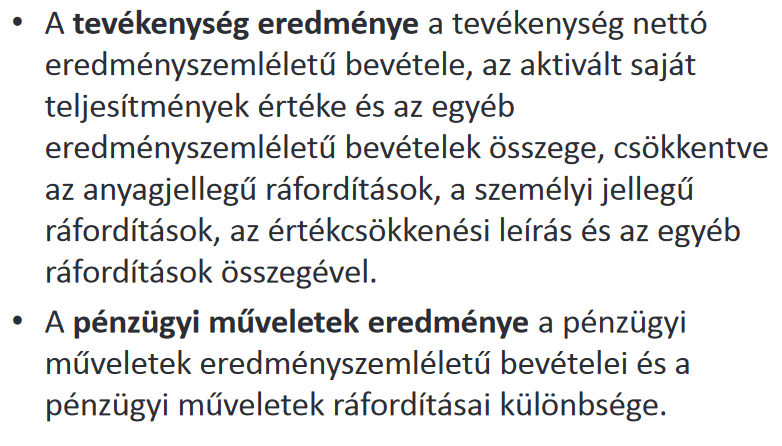 • A tevékenység eredménye a tevékenység nettó
eredményszemléletű bevétele, az aktivált saját
teljesítmények értéke és az egyéb
eredményszemléletű bevételek összege, csökkentve
az anyagjellegű ráfordítások, a személyi jellegű
ráfordítások, az értékcsökkenési leírás és az egyéb
ráfordítások összegével.
• A pénzügyi műveletek eredménye a pénzügyi
műveletek eredményszemléletű bevételei és a
pénzügyi műveletek ráfordításai különbsége.